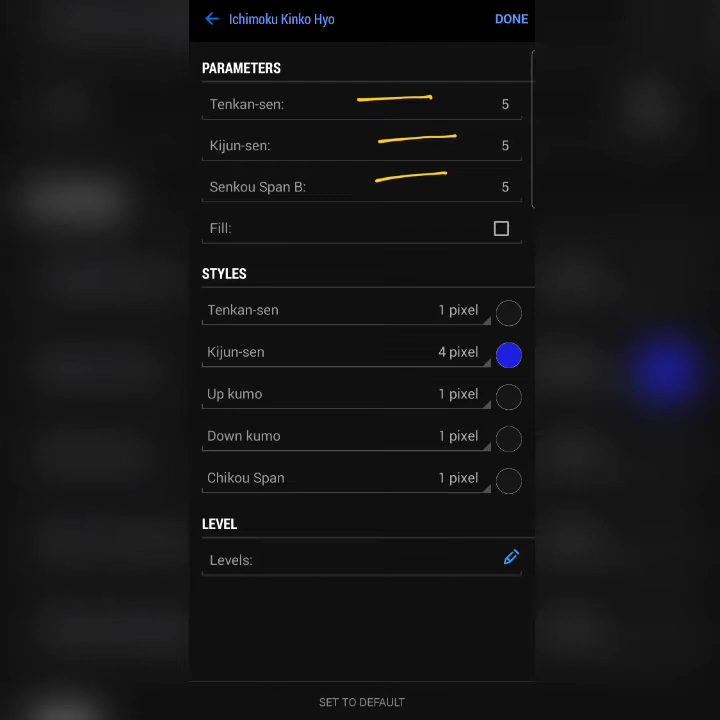 Ichimoku Kinko Hyo DONE
PARAMETERS
Tenkan-sen: 5
Kijun-sen: 5
Senkou Span B: 5
Fill:
STYLES
Tenkan-sen 1 pixel
Kijun-sen 4 pixel
Up kumo 1 pixel
Down kumo 1 pixel
Chikou Span 1 pixel
LEVEL
Levels:
SET TO DEFAULT